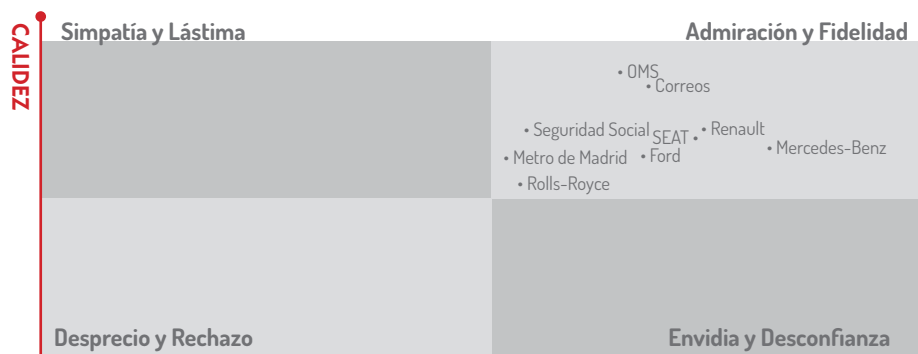 CALIDEZ
Simpatía y Lástima
Admiración y Fidelidad
• OMS
• Correos
• Seguridad Social
SEAT •
• Renault
• Mercedes-Benz
• Metro de Madrid
• Ford
• Rolls-Royce
Desprecio y Rechazo
Envidia y Desconfianza